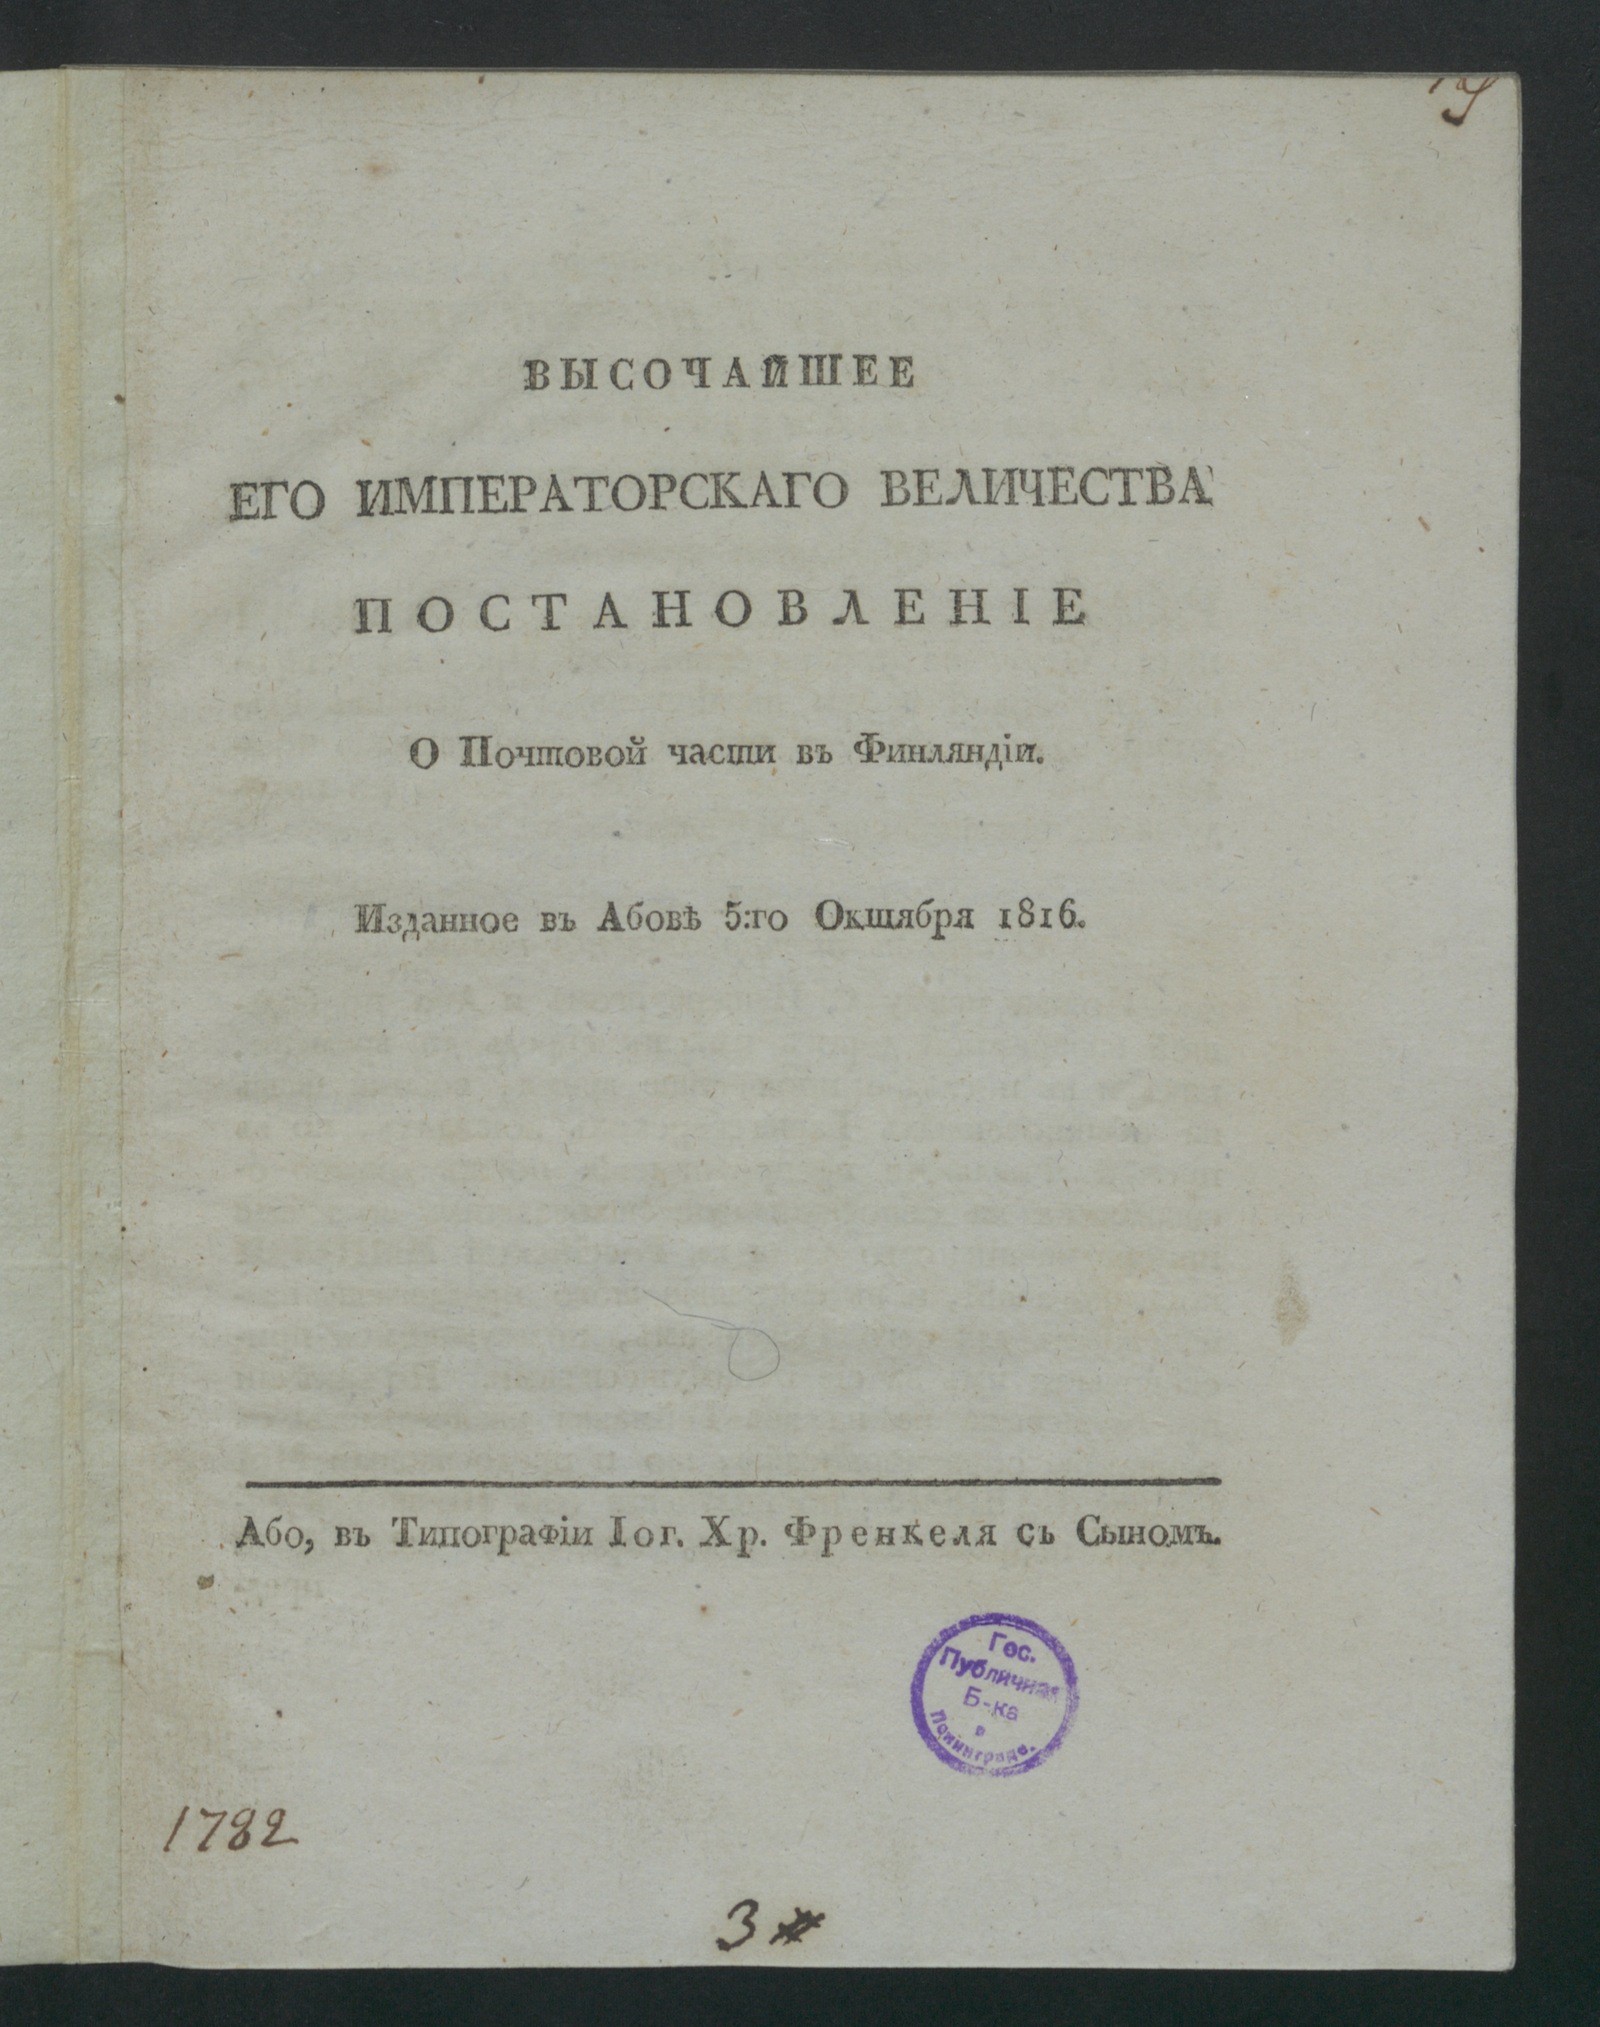 ВЫСОЧАЙШЕЕ
ЕГО ИМПЕРАТОРСКАГО ВЕЛИЧЕСТВА
ПОСТАНОВЛЕНІЕ
О Почтовой части въ Финляндіи.
Изданное въ Абовѣ 5:го Октября 1816.
Або, въ Типографіи Іог. Хр. Френкеля съ Сыномъ.
Гос.
Публичная
Б-ка
в
Ленинграде.
1782
3